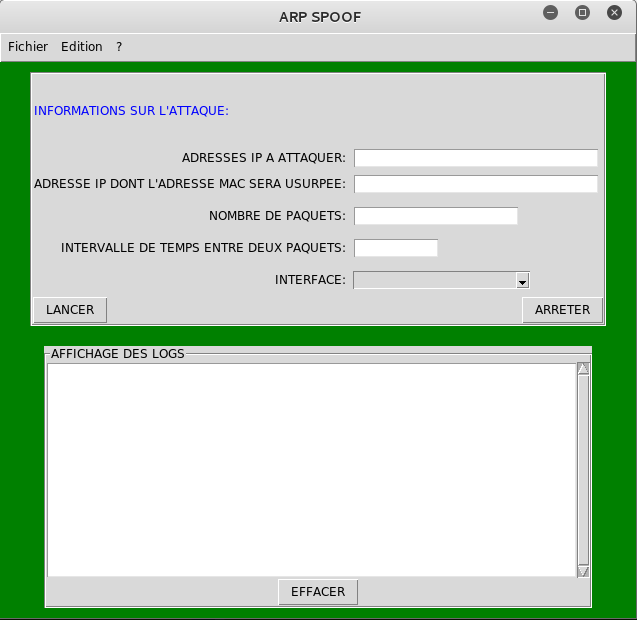 ARP SPOOF
Fichier Edition ?
INFORMATIONS SUR L'ATTAQUE:
ADRESSES IP A ATTAQUER:
ADRESSE IP DONT L'ADRESSE MAC SERA USURPEE:
NOMBRE DE PAQUETS:
INTERVALLE DE TEMPS ENTRE DEUX PAQUETS:
INTERFACE:
LANCER ARRETER
AFFICHAGE DES LOGS
EFFACER